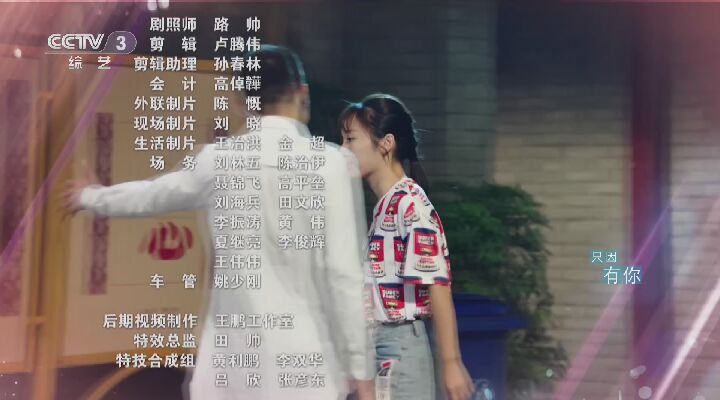 CCTV 3
综艺
剧照师 路帅
剪辑 卢腾伟
剪辑助理 孙春林
会计 高倬韡
外联制片 陈慨
现场制片 刘晓
生活制片 王治洪 金超
场务 刘林五 陈治伊
聂锦飞 高平垒
刘海兵 田文欣
李振涛 黄伟
夏继亮 李俊辉
王伟伟
车管 姚少刚
后期视频制作 王鹏工作室
特效总监 田帅
特技合成组 黄利鹏 李双华
吕欣 张彦东
只因
有你